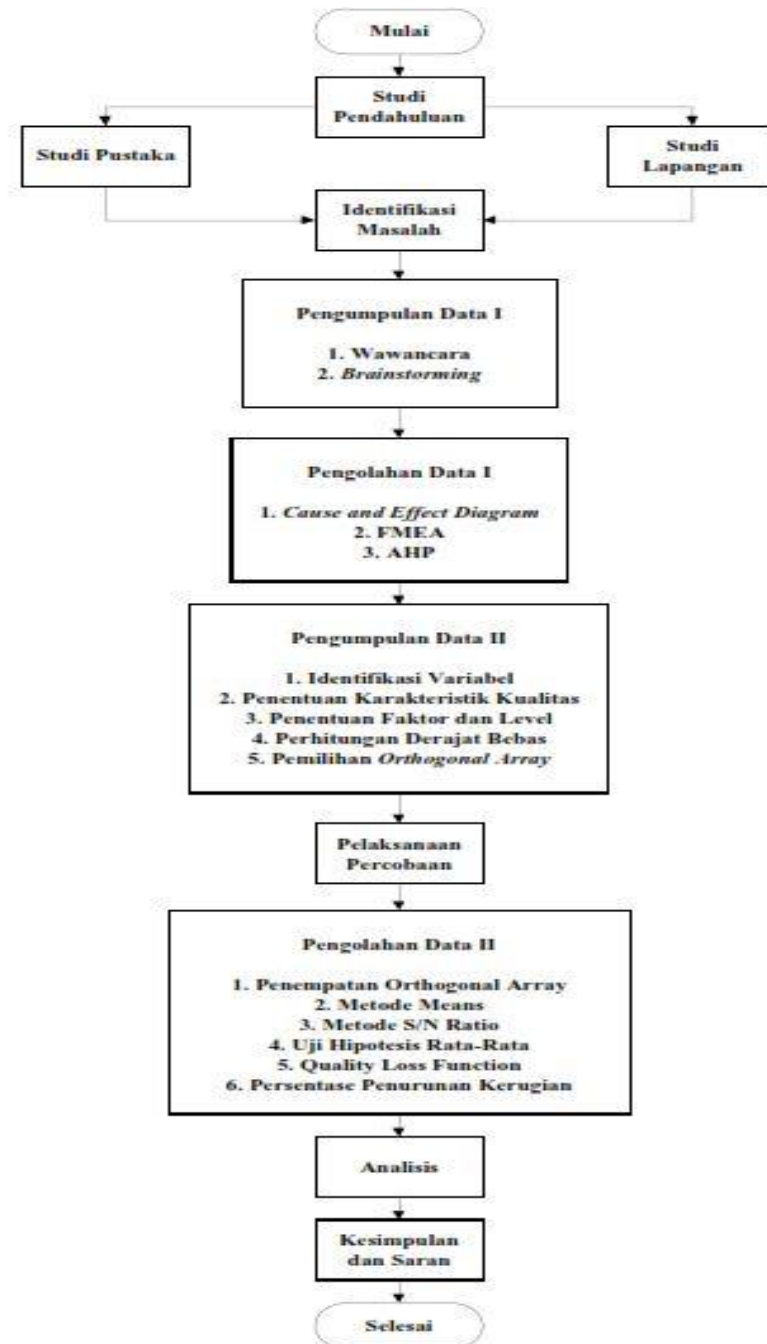 Mulai
Studi
Pendahuluan
Studi Pustaka
Studi
Lapangan
Identifikasi
Masalah
Pengumpulan Data I
1. Wawancara
2. Brainstorming
Pengolahan Data I
1. Cause and Effect Diagram
2. FMEA
3. AHP
Pengumpulan Data II
1. Identifikasi Variabel
2. Penentuan Karakteristik Kualitas
3. Penentuan Faktor dan Level
4. Perhitungan Derajat Bebas
5. Pemilihan Orthogonal Array
Pelaksanaan
Percobaan
Pengolahan Data II
1. Penempatan Orthogonal Array
2. Metode Means
3. Metode S/N Ratio
4. Uji Hipotesis Rata-Rata
5. Quality Loss Function
6. Persentase Penurunan Kerugian
Analisis
Kesimpulan
dan Saran
Selesai